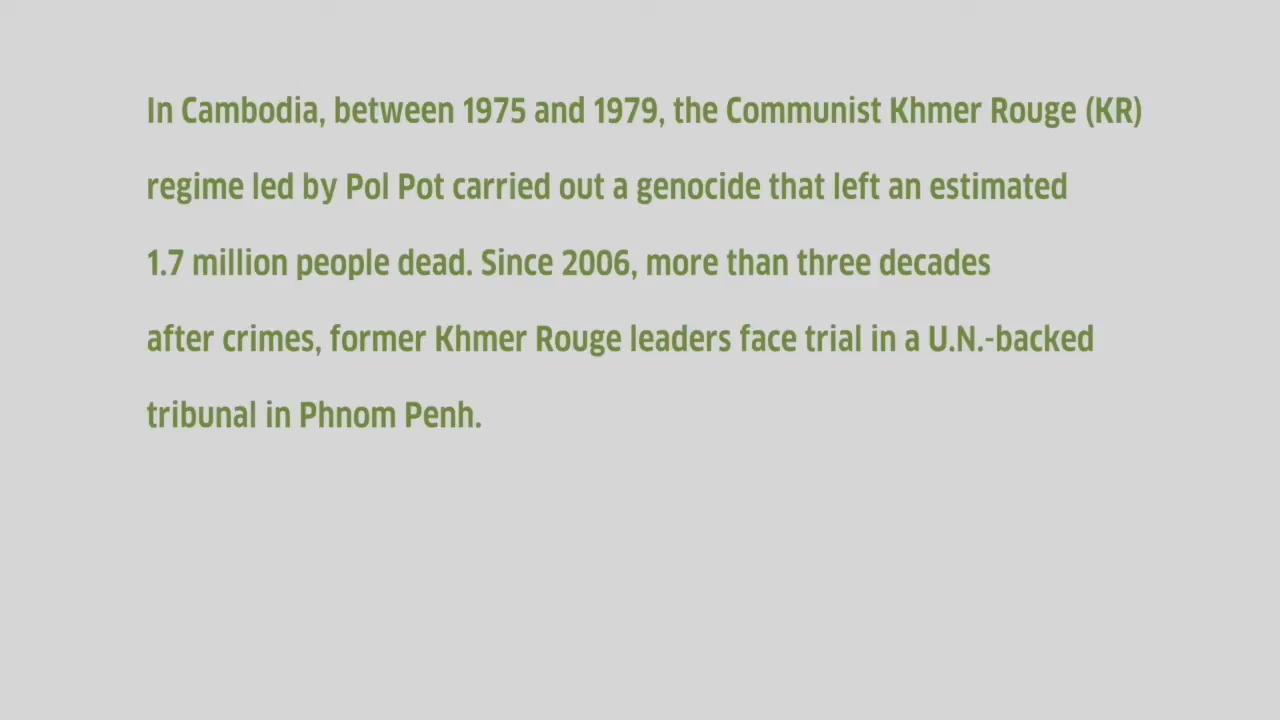 In Cambodia, between 1975 and 1979, the Communist Khmer Rouge (KR)
regime led by Pol Pot carried out a genocide that left an estimated
1.7 million people dead. Since 2006, more than three decades
after crimes, former Khmer Rouge leaders face trial in a U.N.-backed
tribunal in Phnom Penh.